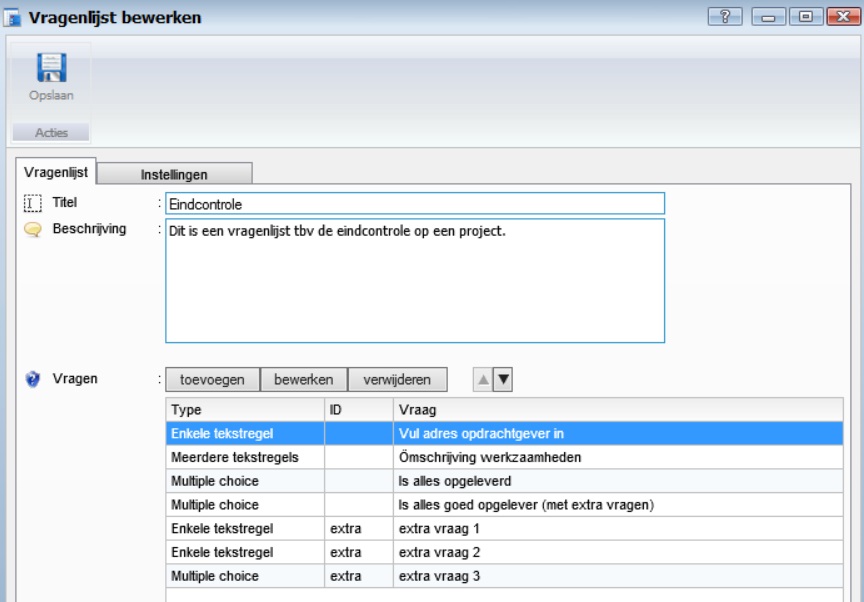 Vragenlijst bewerken
?
Opslaan
Acties
Vragenlijst Instellingen
Titel : Eindcontrole
Beschrijving : Dit is een vragenlijst tbv de eindcontrole op een project.
Vragen : toevoegen bewerken verwijderen
Type ID Vraag
Enkele tekstregel Vul adres opdrachtgever in
Meerdere tekstregels Ömschrijving werkzaamheden
Multiple choice Is alles opgeleverd
Multiple choice Is alles goed opgelever (met extra vragen)
Enkele tekstregel extra extra vraag 1
Enkele tekstregel extra extra vraag 2
Multiple choice extra extra vraag 3